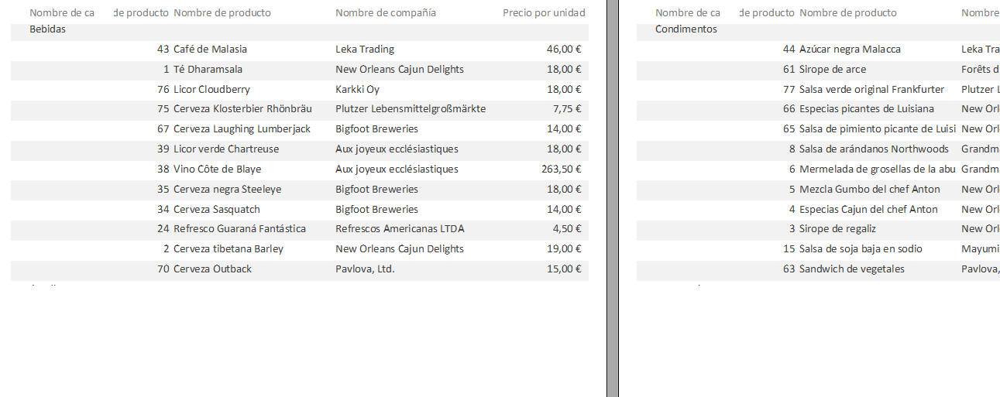 Nombre de ca de producto Nombre de producto Nombre de compañía Precio por unidad
Bebidas
43 Café de Malasia Leka Trading 46,00 €
1 Té Dharamsala New Orleans Cajun Delights 18,00 €
76 Licor Cloudberry Karkki Oy 18,00 €
75 Cerveza Klosterbier Rhönbräu Plutzer Lebensmittelgroßmärkte 7,75 €
67 Cerveza Laughing Lumberjack Bigfoot Breweries 14,00 €
39 Licor verde Chartreuse Aux joyeux ecclésiastiques 18,00 €
38 Vino Côte de Blaye Aux joyeux ecclésiastiques 263,50 €
35 Cerveza negra Steeleye Bigfoot Breweries 18,00 €
34 Cerveza Sasquatch Bigfoot Breweries 14,00 €
24 Refresco Guaraná Fantástica Refrescos Americanas LTDA 4,50 €
2 Cerveza tibetana Barley New Orleans Cajun Delights 19,00 €
70 Cerveza Outback Pavlova, Ltd. 15,00 €
Nombre de ca de producto Nombre de producto Nombre
Condimentos
44 Azúcar negra Malacca Leka Tra
61 Sirope de arce Forêts d
77 Salsa verde original Frankfurter Plutzer L
66 Especias picantes de Luisiana New Orl
65 Salsa de pimiento picante de Luisi New Orl
8 Salsa de arándanos Northwoods Grandma
6 Mermelada de grosellas de la abu Grandma
5 Mezcla Gumbo del chef Anton New Orl
4 Especias Cajun del chef Anton New Orl
3 Sirope de regaliz New Orl
15 Salsa de soja baja en sodio Mayumi
63 Sandwich de vegetales Pavlova,